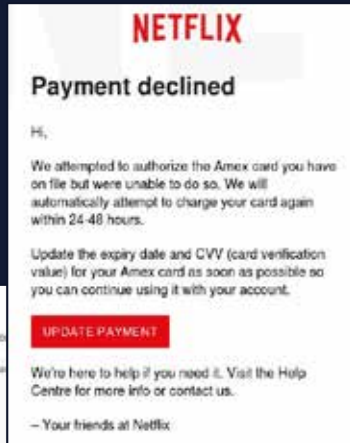 NETFLIX
Payment declined
Hi,
We attempted to authorize the Amex card you have
on file but were unable to do so. We will
automatically attempt to charge your card again
within 24-48 hours.
Update the expiry date and CVV (card verification
value) for your Amex card as soon as possible so
you can continue using it with your account.
UPDATE PAYMENT
We're here to help if you need it. Visit the Help
Centre for more info or contact us.
– Your friends at Netflix